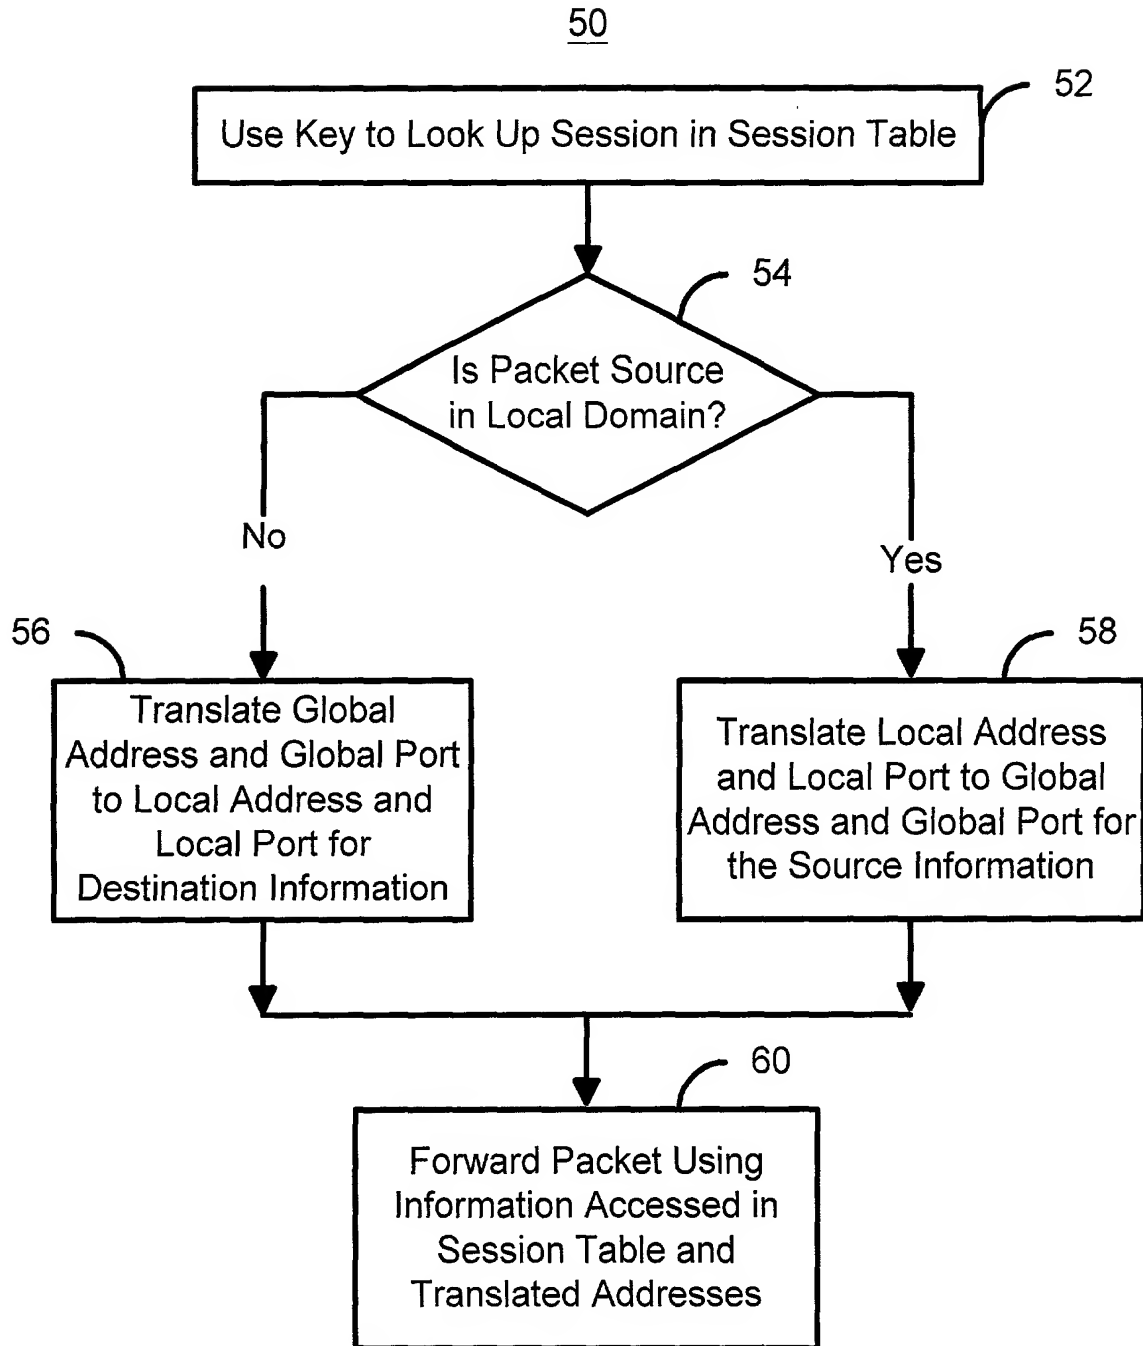 50
52
Use Key to Look Up Session in Session Table
54
Is Packet Source
in Local Domain?
No
Yes
56
58
Translate Global
Address and Global Port
to Local Address and
Local Port for
Destination Information
Translate Local Address
and Local Port to Global
Address and Global Port for
the Source Information
60
Forward Packet Using
Information Accessed in
Session Table and
Translated Addresses